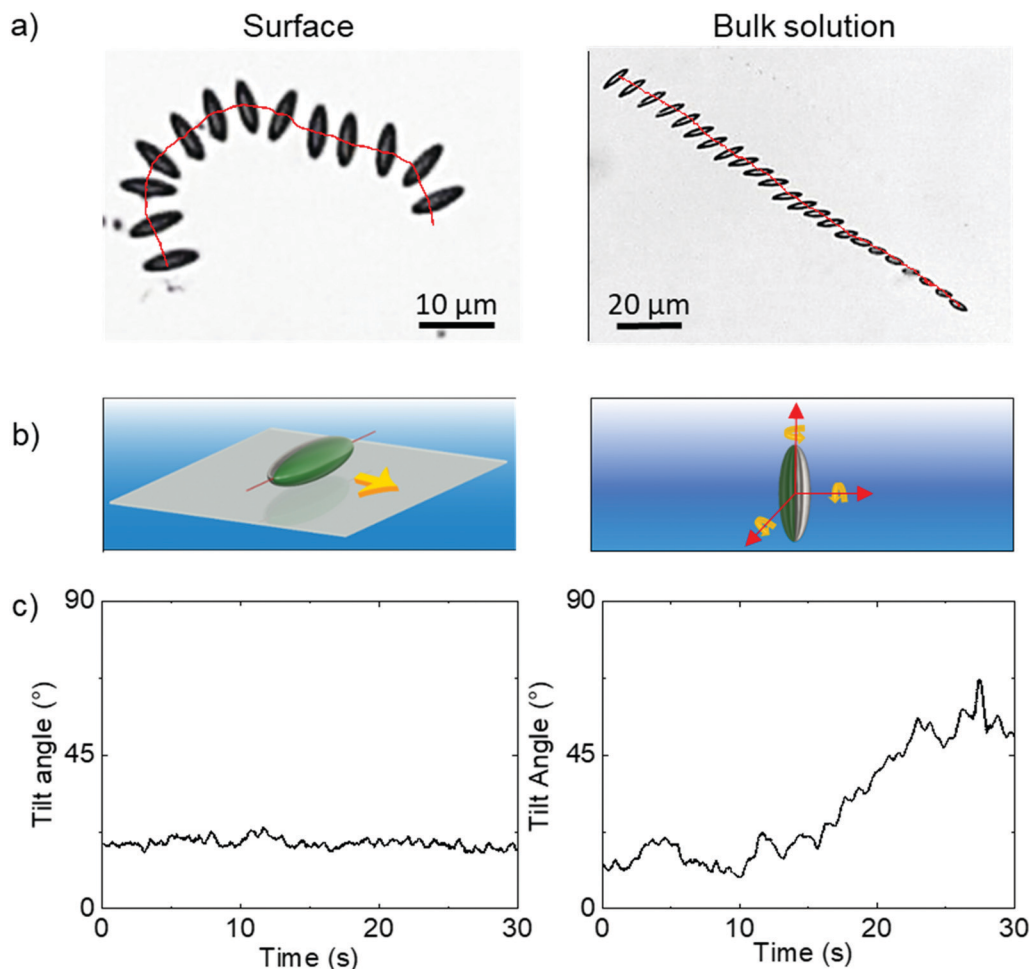 a)
Surface
Bulk solution
10 µm
20 µm
b)
c)
90
45
0
Tilt angle (°)
0
10
20
30
Time (s)
90
45
0
Tilt Angle (°)
0
10
20
30
Time (s)